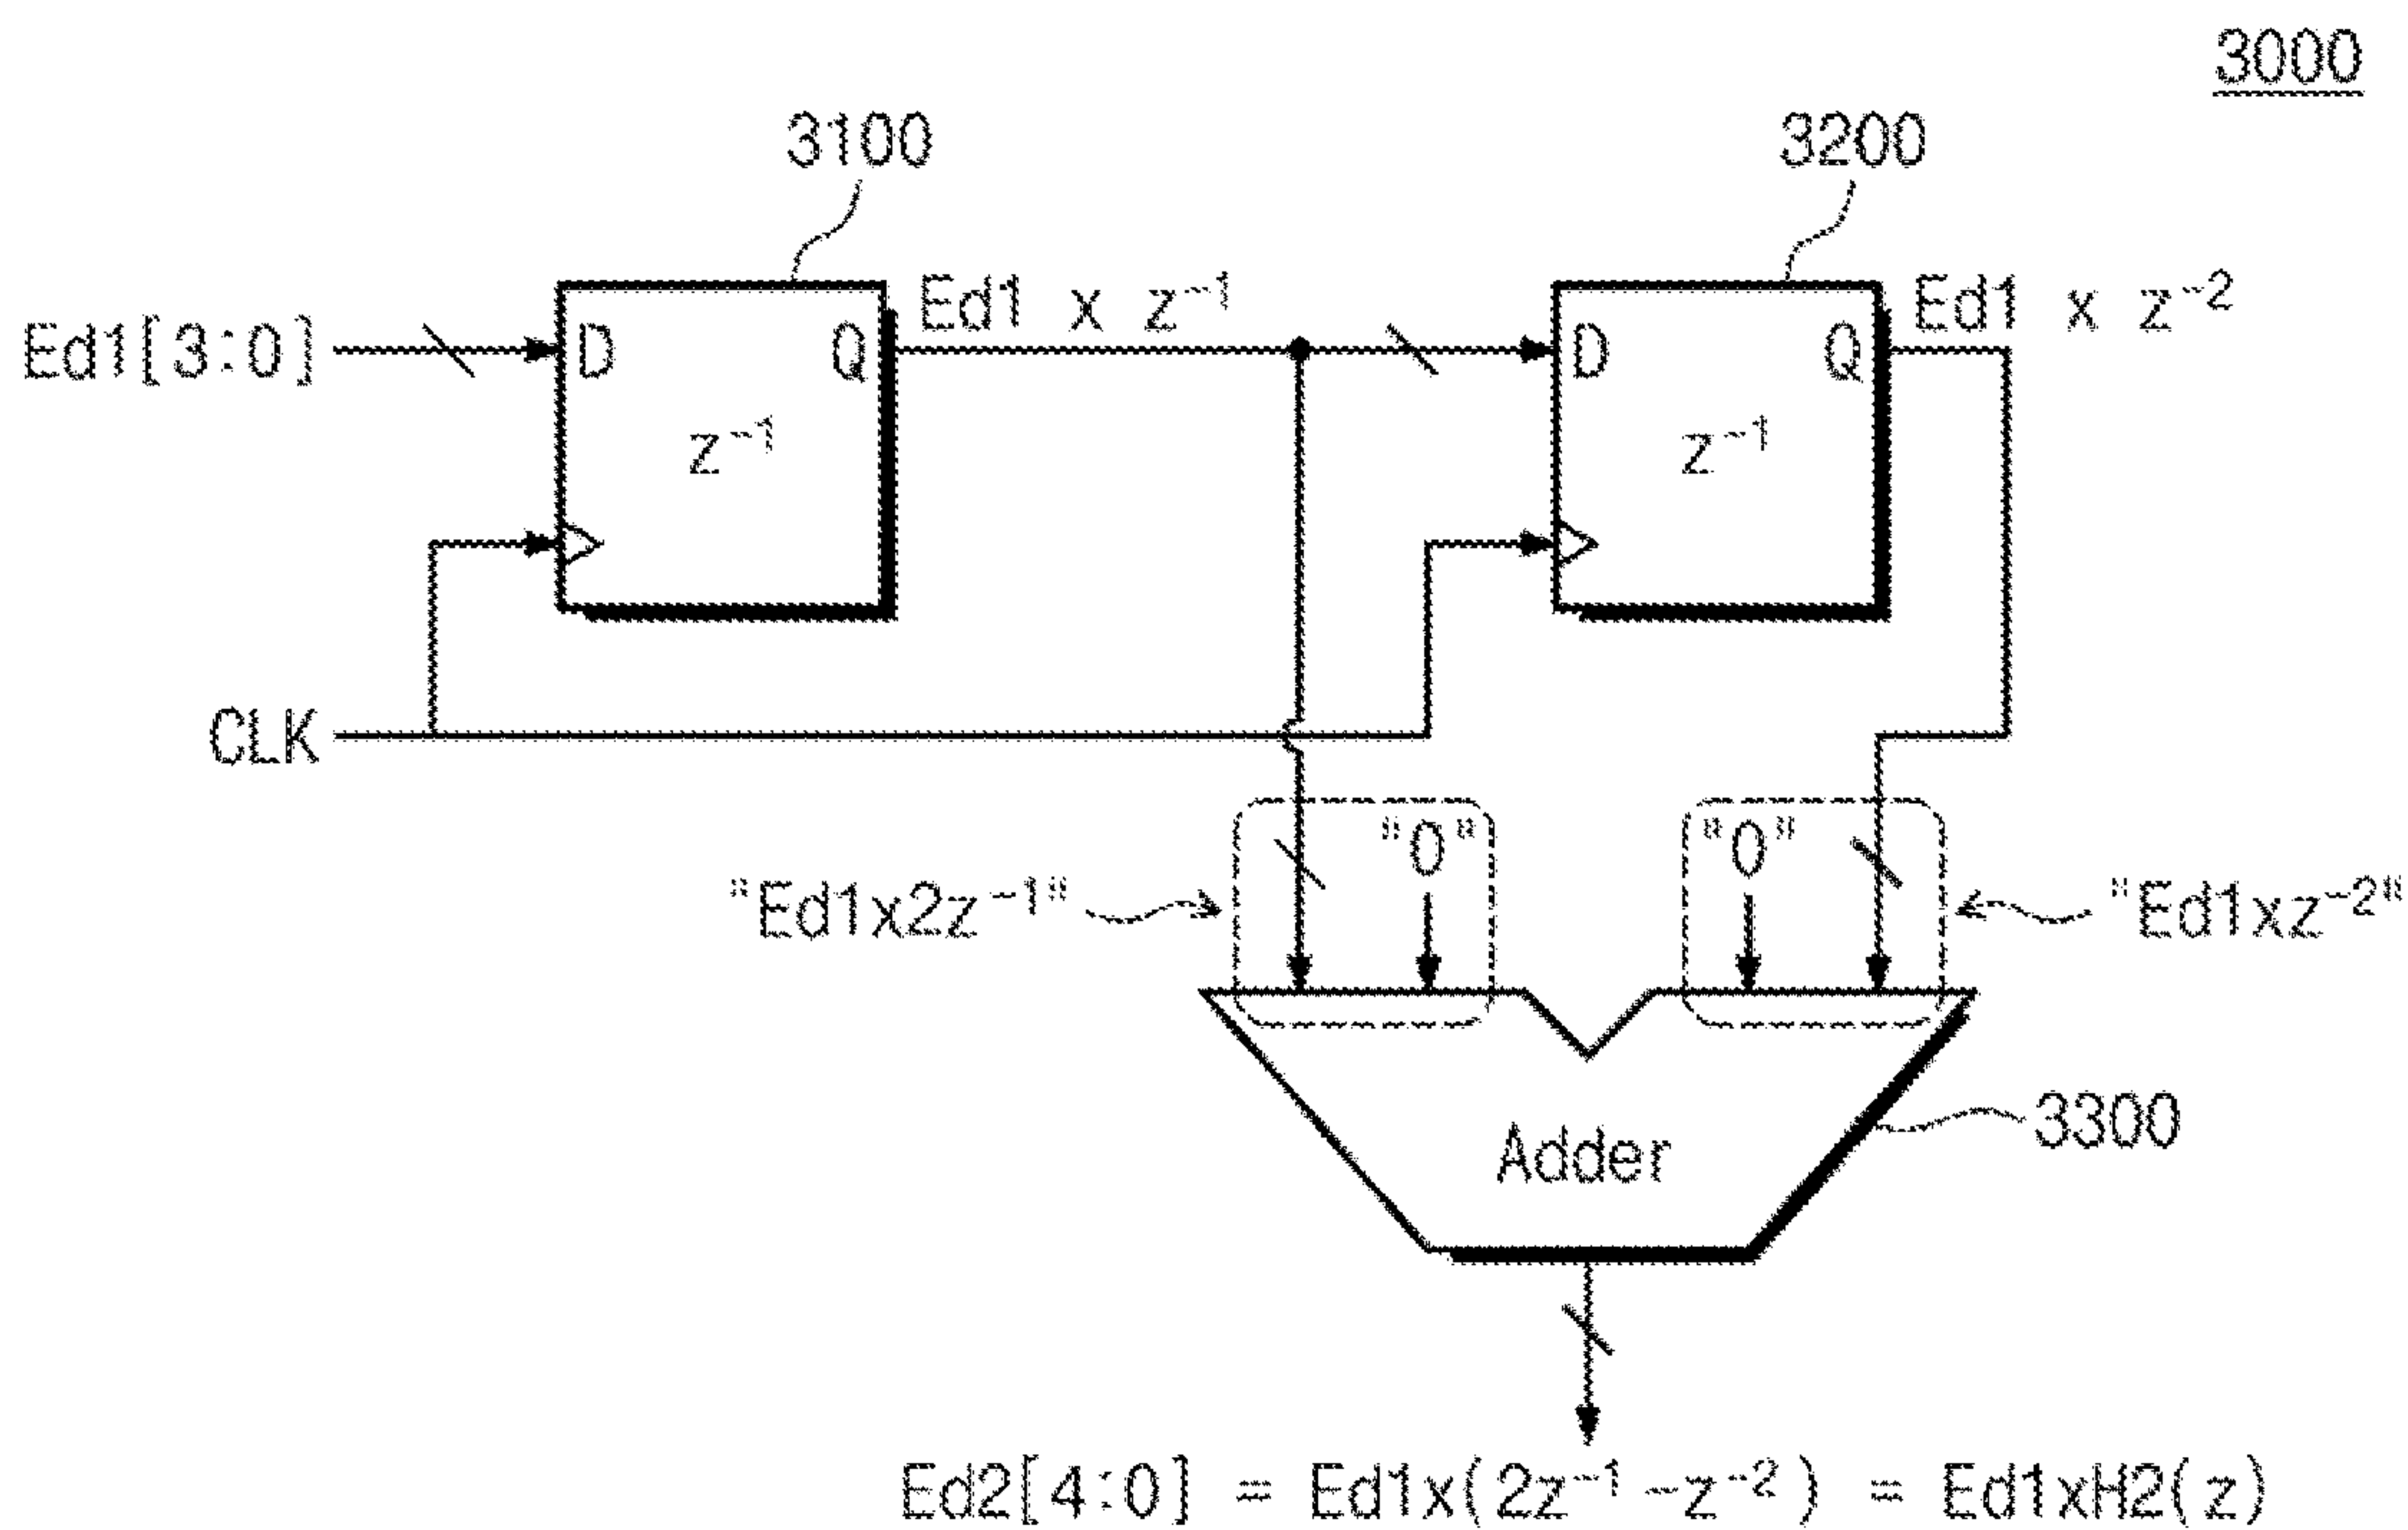 3000
3100
3200
Ed1 x z⁻¹
Ed1 x z⁻²
Ed1[3:0]
D
Q
D
Q
z⁻¹
z⁻¹
CLK
"0"
"0"
"Ed1x2z⁻¹"
"Ed1xz⁻²"
Adder
3300
Ed2[4:0] = Ed1x(2z⁻¹-z⁻²) = Ed1xH2(z)